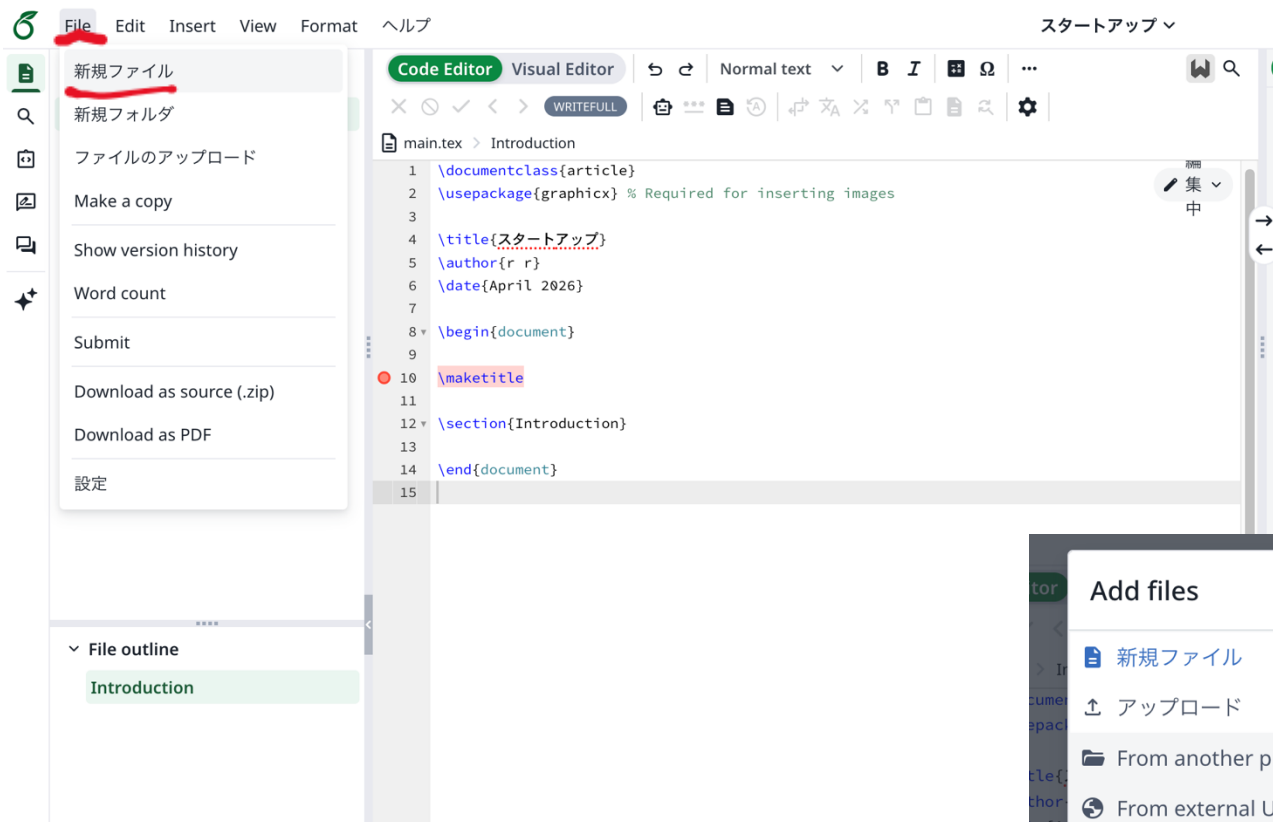 File Edit Insert View Format ヘルプ スタートアップ
新規ファイル
新規フォルダ
ファイルのアップロード
Make a copy
Show version history
Word count
Submit
Download as source (.zip)
Download as PDF
設定
File outline
Introduction
Code Editor Visual Editor Normal text B I Ω
WRITEFULL
main.tex > Introduction
編集中
1 \documentclass{article}
2 \usepackage{graphicx} % Required for inserting images
3
4 \title{スタートアップ}
5 \author{r r}
6 \date{April 2026}
7
8 \begin{document}
9
10 \maketitle
11
12 \section{Introduction}
13
14 \end{document}
15
Add files
新規ファイル
アップロード
From another p
From external U